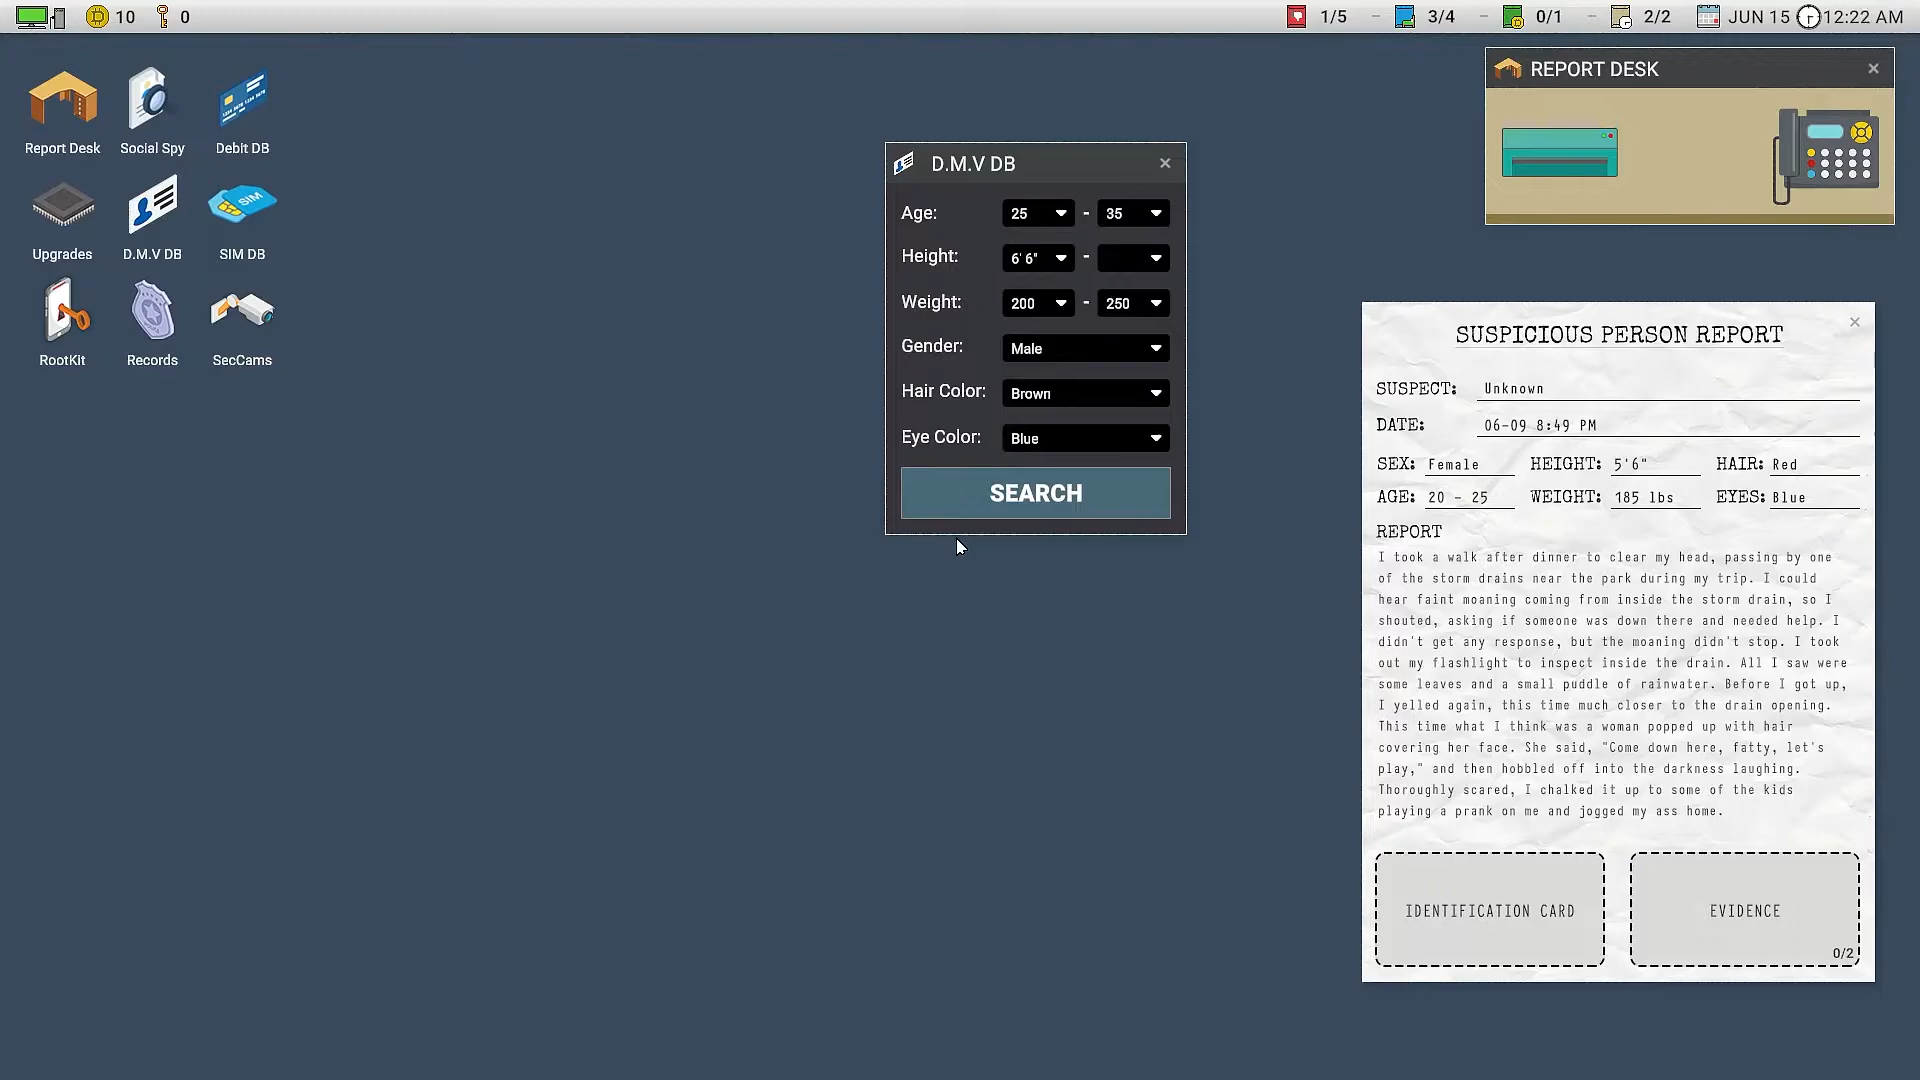 10 0 1/5 - 3/4 - 0/1 - 2/2 JUN 15 12:22 AM
Report Desk Social Spy Debit DB
Upgrades D.M.V DB SIM DB
RootKit Records SecCams
D.M.V DB
Age: 25 - 35
Height: 6' 6" -
Weight: 200 - 250
Gender: Male
Hair Color: Brown
Eye Color: Blue
SEARCH
REPORT DESK
SUSPICIOUS PERSON REPORT
SUSPECT: Unknown
DATE: 06-09 8:49 PM
SEX: Female HEIGHT: 5'6" HAIR: Red
AGE: 20 - 25 WEIGHT: 185 lbs EYES: Blue
REPORT
I took a walk after dinner to clear my head, passing by one
of the storm drains near the park during my trip. I could
hear faint moaning coming from inside the storm drain, so I
shouted, asking if someone was down there and needed help. I
didn't get any response, but the moaning didn't stop. I took
out my flashlight to inspect inside the drain. All I saw were
some leaves and a small puddle of rainwater. Before I got up,
I yelled again, this time much closer to the drain opening.
This time what I think was a woman popped up with hair
covering her face. She said, "Come down here, fatty, let's
play," and then hobbled off into the darkness laughing.
Thoroughly scared, I chalked it up to some of the kids
playing a prank on me and jogged my ass home.
IDENTIFICATION CARD
EVIDENCE
0/2